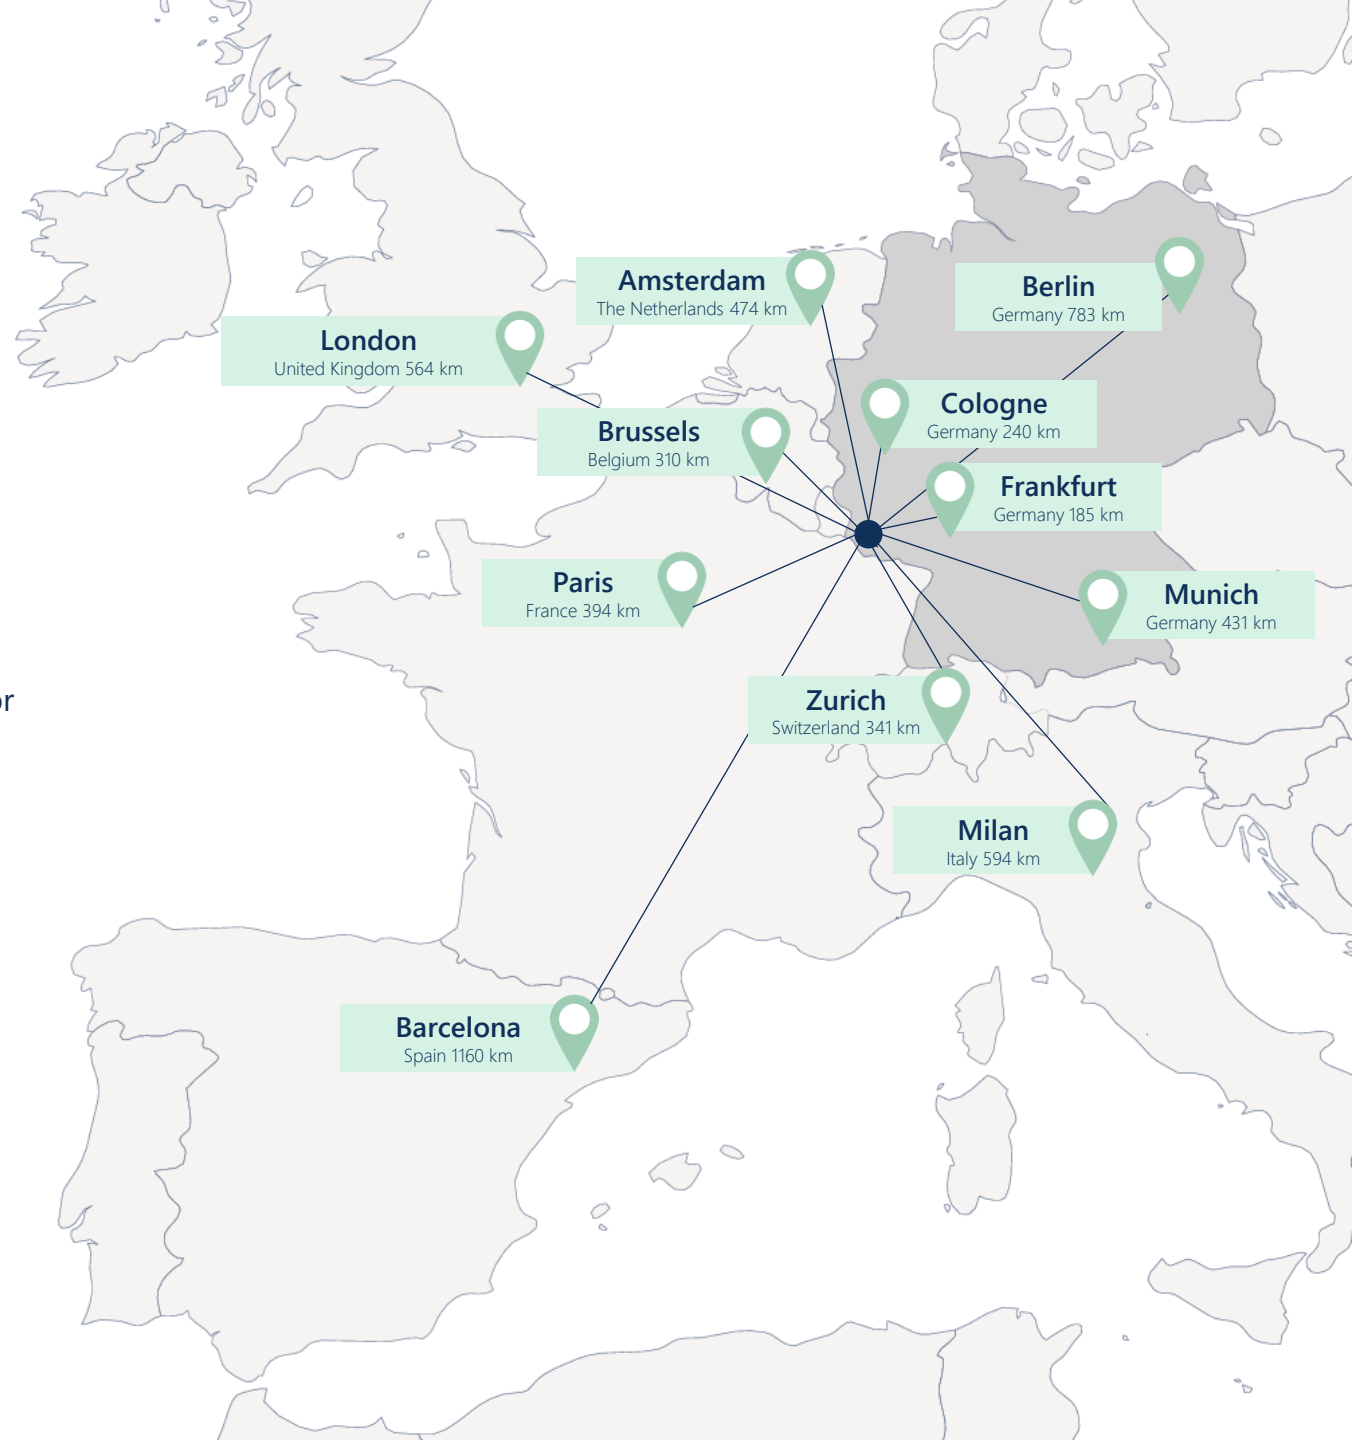 Amsterdam
The Netherlands 474 km
Berlin
Germany 783 km
London
United Kingdom 564 km
Cologne
Germany 240 km
Brussels
Belgium 310 km
Frankfurt
Germany 185 km
Paris
France 394 km
Munich
Germany 431 km
or
Zurich
Switzerland 341 km
Milan
Italy 594 km
Barcelona
Spain 1160 km